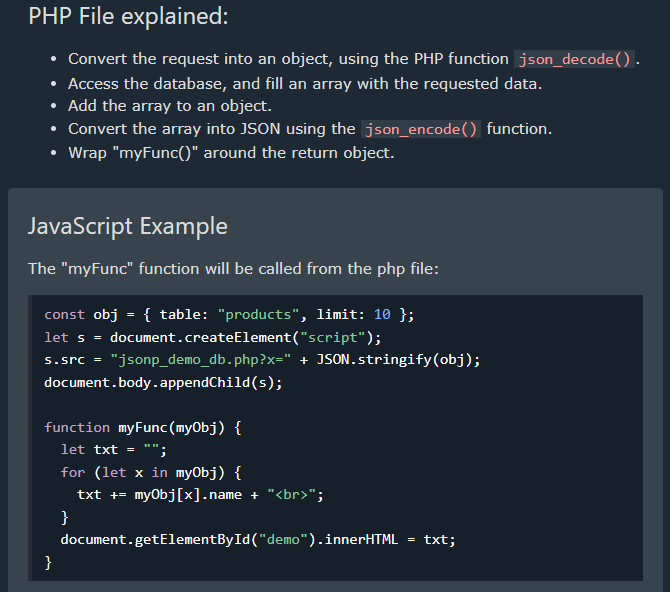 PHP File explained:
• Convert the request into an object, using the PHP function json_decode().
• Access the database, and fill an array with the requested data.
• Add the array to an object.
• Convert the array into JSON using the json_encode() function.
• Wrap "myFunc()" around the return object.
JavaScript Example
The "myFunc" function will be called from the php file:
const obj = { table: "products", limit: 10 };
let s = document.createElement("script");
s.src = "jsonp_demo_db.php?x=" + JSON.stringify(obj);
document.body.appendChild(s);

function myFunc(myObj) {
  let txt = "";
  for (let x in myObj) {
    txt += myObj[x].name + "<br>";
  }
  document.getElementById("demo").innerHTML = txt;
}